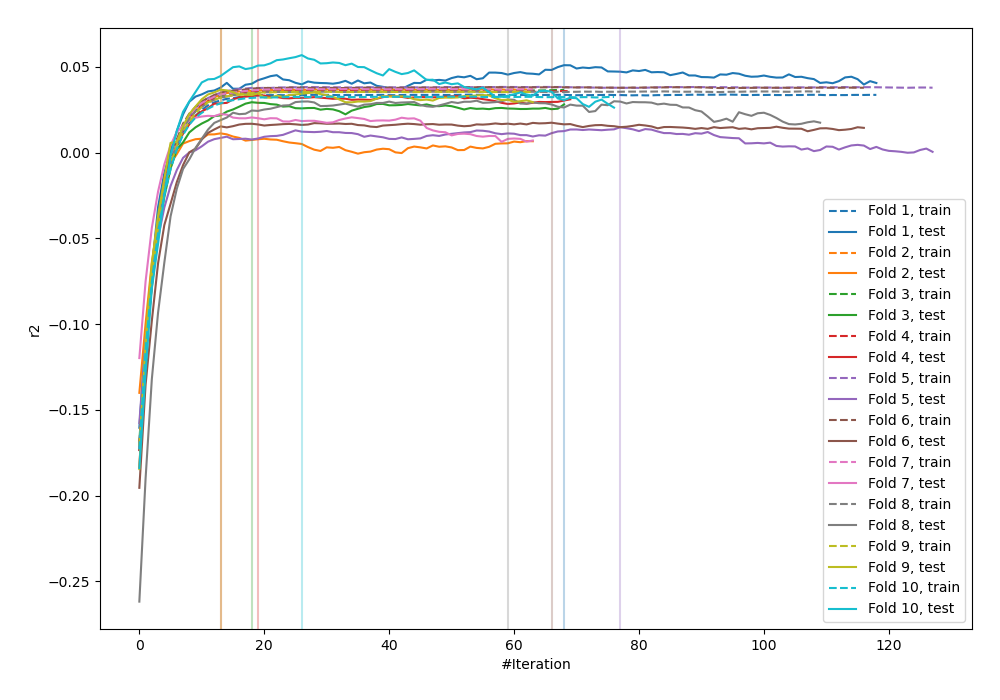 0.05
0.00
−0.05
−0.10
−0.15
−0.20
−0.25
r2
0 20 40 60 80 100 120
#Iteration
Fold 1, train
Fold 1, test
Fold 2, train
Fold 2, test
Fold 3, train
Fold 3, test
Fold 4, train
Fold 4, test
Fold 5, train
Fold 5, test
Fold 6, train
Fold 6, test
Fold 7, train
Fold 7, test
Fold 8, train
Fold 8, test
Fold 9, train
Fold 9, test
Fold 10, train
Fold 10, test